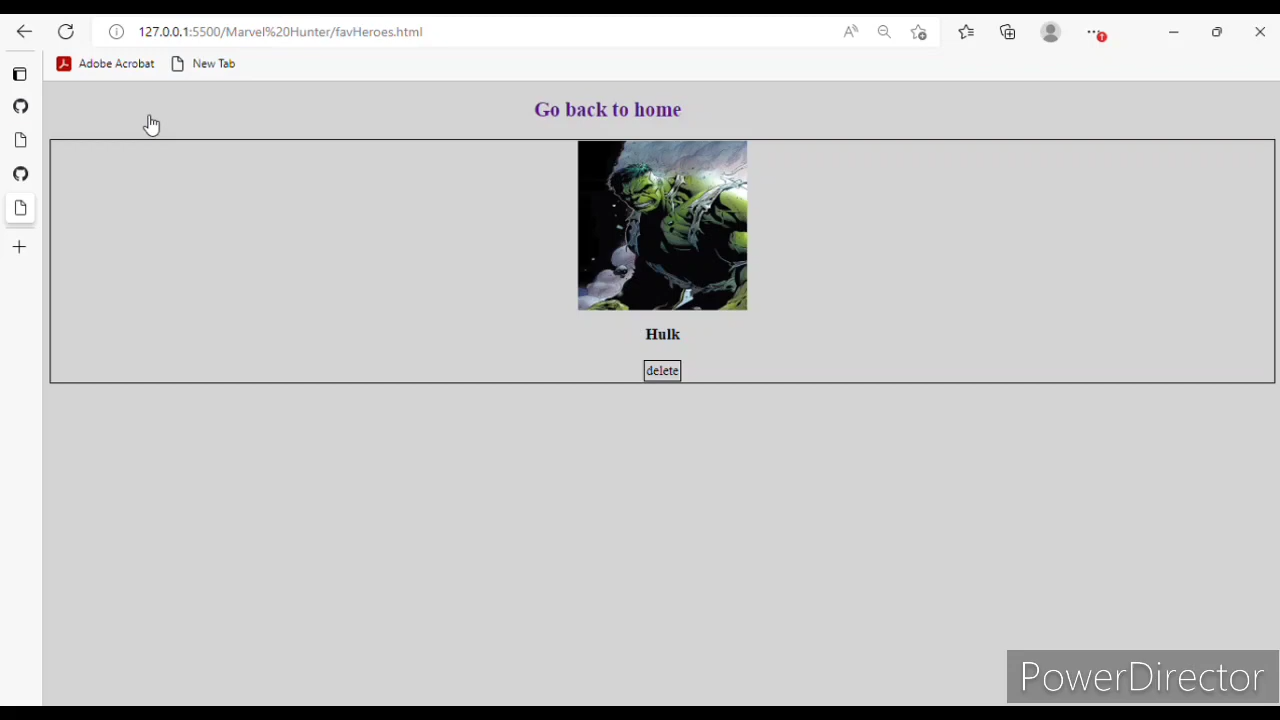 127.0.0.1:5500/Marvel%20Hunter/favHeroes.html
Adobe Acrobat
New Tab
Go back to home
Hulk
delete
PowerDirector